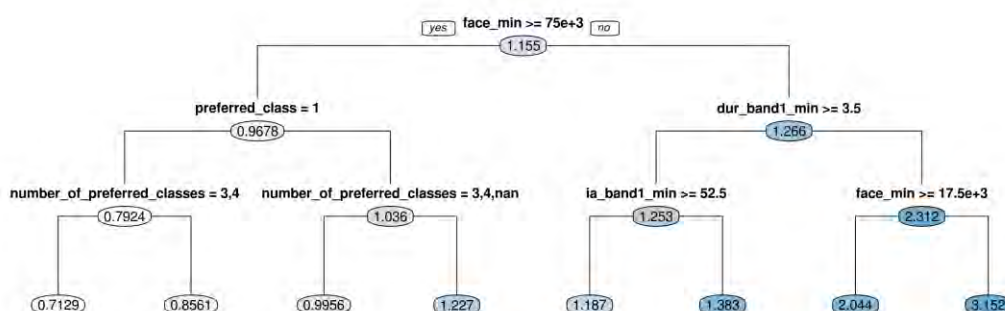 yes face_min >= 75e+3 no
1.155
preferred_class = 1 dur_band1_min >= 3.5
0.9678 1.266
number_of_preferred_classes = 3,4 number_of_preferred_classes = 3,4,nan ia_band1_min >= 52.5 face_min >= 17.5e+3
0.7924 1.036 1.253 2.312
0.7129 0.8561 0.9956 1.227 1.187 1.383 2.044 3.152